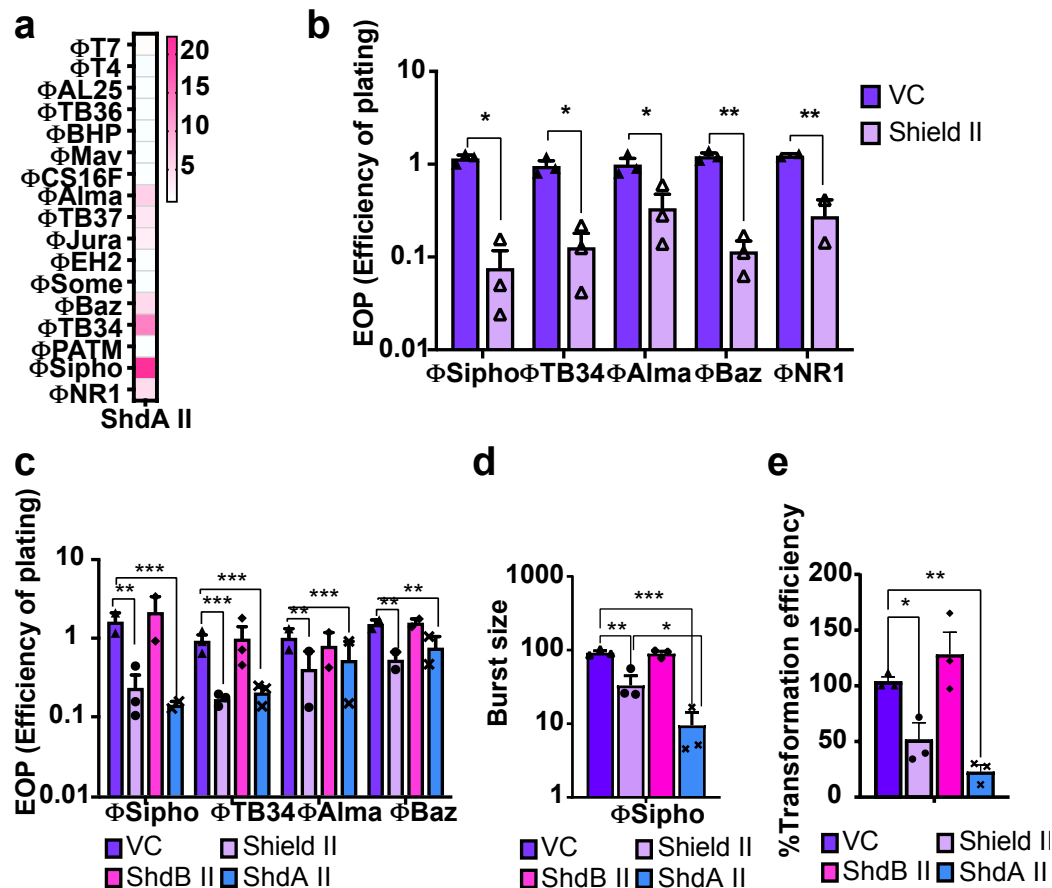 a
ΦT7
ΦT4
ΦAL25
ΦTB36
ΦBHP
ΦMav
ΦCS16F
ΦAlma
ΦTB37
ΦJura
ΦEH2
ΦSome
ΦBaz
ΦTB34
ΦPATM
ΦSipho
ΦNR1
ShdA II
20
15
10
5
b
EOP (Efficiency of plating)
10
1
0.1
0.01
* * * ** **
ΦSipho ΦTB34 ΦAlma ΦBaz ΦNR1
VC
Shield II
c
EOP (Efficiency of plating)
10
1
0.1
0.01
*** *** *** **
** *** ** **
ΦSipho ΦTB34 ΦAlma ΦBaz
VC Shield II
ShdB II ShdA II
d
Burst size
1000
100
10
1
***
** *
ΦSipho
VC Shield II
ShdB II ShdA II
e
%Transformation efficiency
200
150
100
50
0
**
*
VC Shield II
ShdB II ShdA II